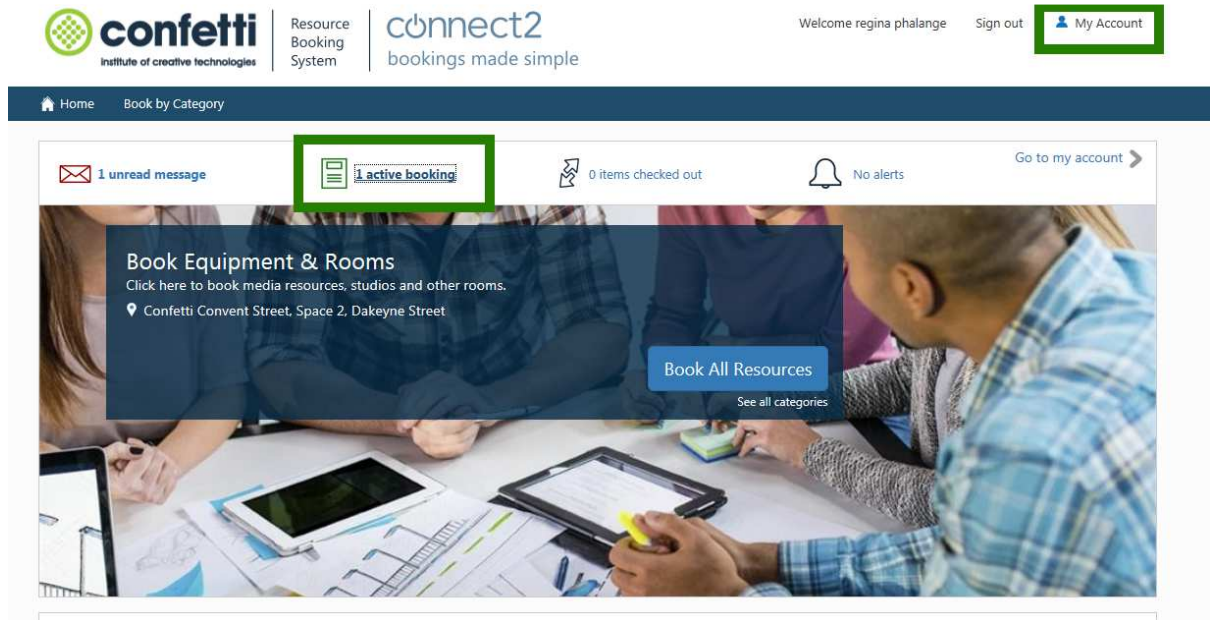 confetti
institute of creative technologies
Resource
Booking
System
connect2
bookings made simple
Welcome regina phalange
Sign out
My Account
Home
Book by Category
1 unread message
1 active booking
0 items checked out
No alerts
Go to my account
Book Equipment & Rooms
Click here to book media resources, studios and other rooms.
Confetti Convent Street, Space 2, Dakeyne Street
Book All Resources
See all categories